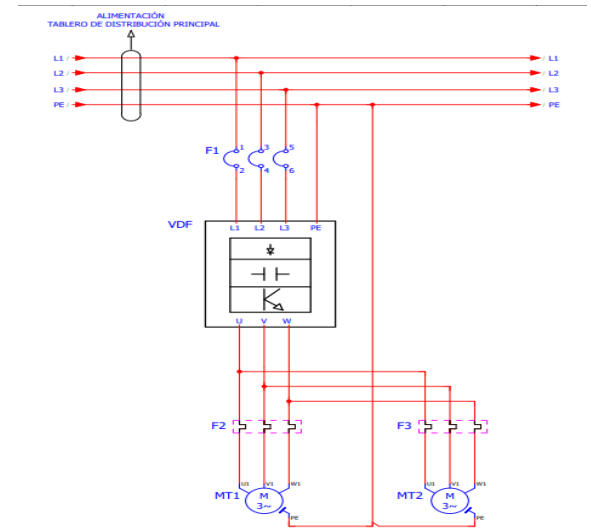 ALIMENTACIÓN
TABLERO DE DISTRIBUCIÓN PRINCIPAL
L1 / / L1
L2 / / L2
L3 / / L3
PE / / PE
F1 1 3 5
2 4 6
VDF
L1 L2 L3 PE
U V W
F2 F3
U1 V1 W1 U1 V1 W1
MT1 M 3~ MT2 M 3~
PE PE